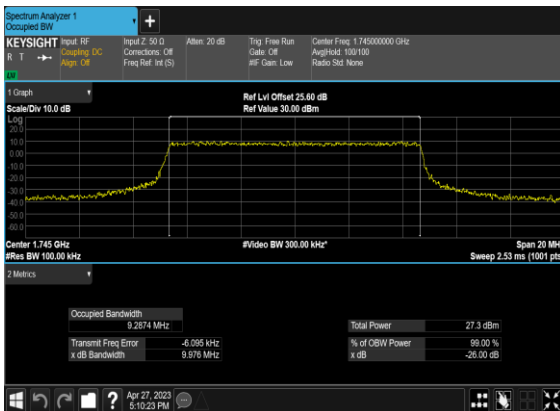 Spectrum Analyzer 1
Occupied BW
+
KEYSIGHT
R T
LV
Input: RF
Coupling: DC
Align: Off
Input Z: 50 Ω
Corrections: Off
Freq Ref: Int (S)
Atten: 20 dB
Trig: Free Run
Gate: Off
#IF Gain: Low
Center Freq: 1.745000000 GHz
Avg|Hold: 100/100
Radio Std: None
1 Graph
Scale/Div 10.0 dB
Ref Lvl Offset 25.60 dB
Ref Value 30.00 dBm
Log
20.0
10.0
0.00
-10.0
-20.0
-30.0
-40.0
-50.0
-60.0
Center 1.745 GHz
#Res BW 100.00 kHz
#Video BW 300.00 kHz*
Span 20 MH
Sweep 2.53 ms (1001 pts
2 Metrics
Occupied Bandwidth
9.2874 MHz
Transmit Freq Error -6.095 kHz
x dB Bandwidth 9.976 MHz
Total Power 27.3 dBm
% of OBW Power 99.00 %
x dB -26.00 dB
?
Apr 27, 2023
5:10:23 PM